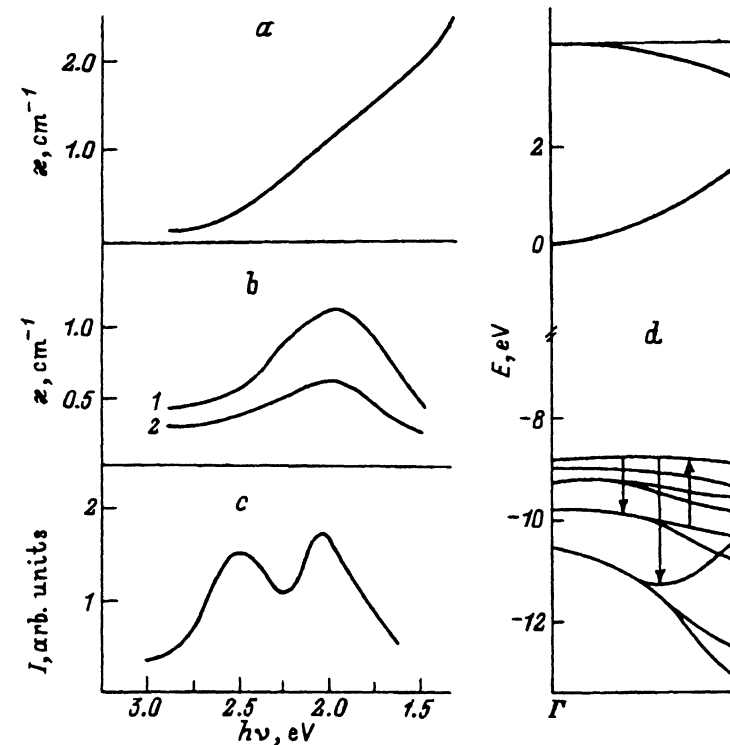 a
2.0
1.0
ϰ, cm⁻¹
b
1.0
0.5
ϰ, cm⁻¹
1
2
c
2
1
I, arb. units
3.0 2.5 2.0 1.5
hν, eV
d
2
0
E, eV
-8
-10
-12
Γ